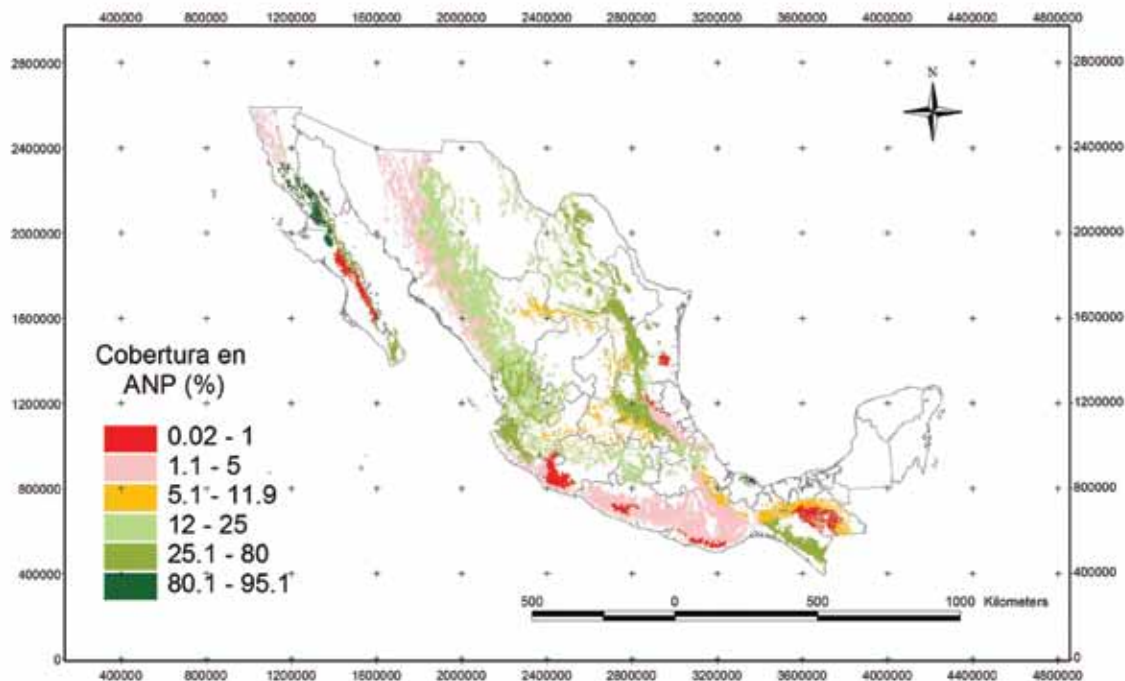 400000 800000 1200000 1600000 2000000 2400000 2800000 3200000 3600000 4000000 4400000 4800000
2800000 2800000
N
2400000 2400000
2000000 2000000
1600000 1600000
Cobertura en
ANP (%)
1200000 1200000
0.02 - 1
1.1 - 5
5.1 - 11.9
12 - 25
25.1 - 80
80.1 - 95.1
800000 800000
400000 400000
500 0 500 1000 Kilometers
0 0
400000 800000 1200000 1600000 2000000 2400000 2800000 3200000 3600000 4000000 4400000 4800000